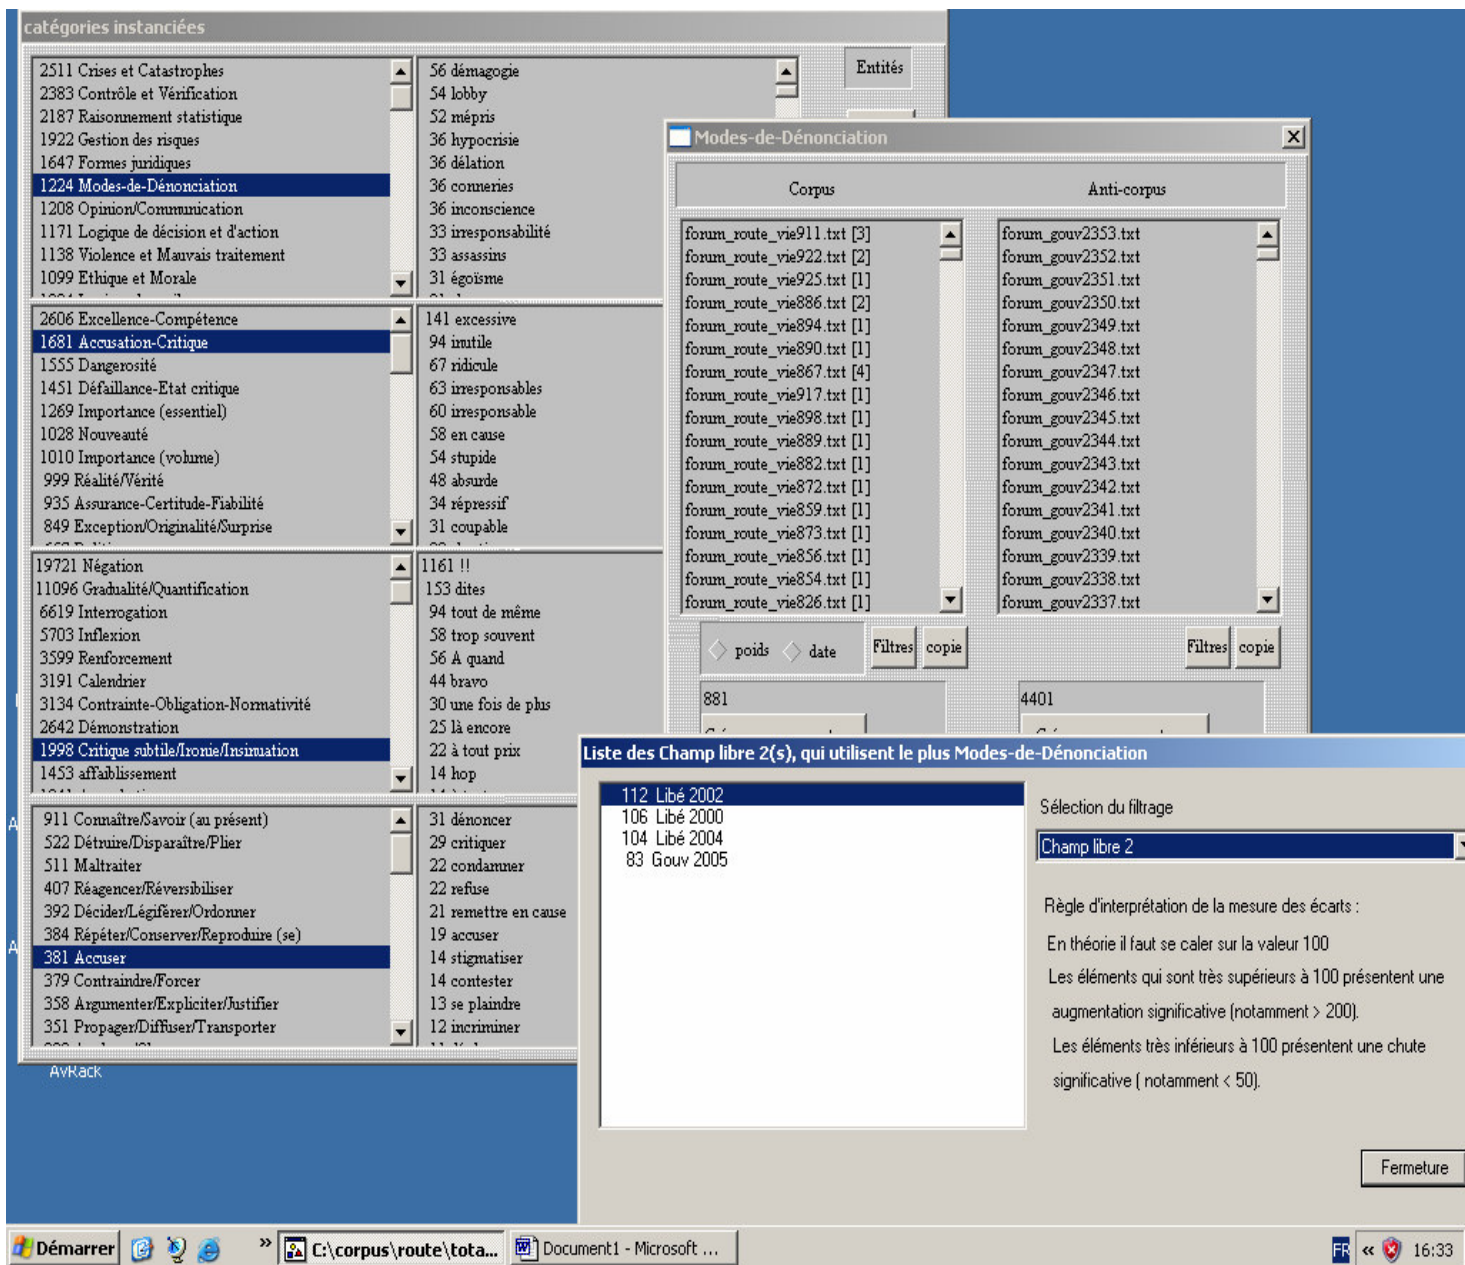 catégories instanciées
2511 Crises et Catastrophes
2383 Contrôle et Vérification
2187 Raisonnement statistique
1922 Gestion des risques
1647 Formes juridiques
1224 Modes-de-Dénonciation
1208 Opinion/Communication
1171 Logique de décision et d'action
1138 Violence et Mauvais traitement
1099 Ethique et Morale
56 démagogie
54 lobby
52 mépris
36 hypocrisie
36 délation
36 conneries
36 inconscience
33 irresponsabilité
33 assassins
31 égoïsme
Entités
2606 Excellence-Compétence
1681 Accusation-Critique
1555 Dangerosité
1451 Défaillance-Etat critique
1269 Importance (essentiel)
1028 Nouveauté
1010 Importance (volume)
999 Réalité/Vérité
935 Assurance-Certitude-Fiabilité
849 Exception/Originalité/Surprise
141 excessive
94 inutile
67 ridicule
63 irresponsables
60 irresponsable
58 en cause
54 stupide
48 absurde
34 répressif
31 coupable
19721 Négation
11096 Gradualité/Quantification
6619 Interrogation
5703 Inflexion
3599 Renforcement
3191 Calendrier
3134 Contrainte-Obligation-Normativité
2642 Démonstration
1998 Critique subtile/Ironie/Insinuation
1453 affaiblissement
1161 !!
153 dites
94 tout de même
58 trop souvent
56 A quand
44 bravo
30 une fois de plus
25 là encore
22 à tout prix
14 hop
911 Connaître/Savoir (au présent)
522 Détruire/Disparaître/Plier
511 Maltraiter
407 Réagencer/Réversibiliser
392 Décider/Légiférer/Ordonner
384 Répéter/Conserver/Reproduire (se)
381 Accuser
379 Contraindre/Forcer
358 Argumenter/Expliciter/Justifier
351 Propager/Diffuser/Transporter
31 dénoncer
29 critiquer
22 condamner
22 refuse
21 remettre en cause
19 accuser
14 stigmatiser
14 contester
13 se plaindre
12 incriminer
Modes-de-Dénonciation
Corpus
Anti-corpus
forum_route_vie911.txt [3]
forum_route_vie922.txt [2]
forum_route_vie925.txt [1]
forum_route_vie886.txt [2]
forum_route_vie894.txt [1]
forum_route_vie890.txt [1]
forum_route_vie867.txt [4]
forum_route_vie917.txt [1]
forum_route_vie898.txt [1]
forum_route_vie889.txt [1]
forum_route_vie882.txt [1]
forum_route_vie872.txt [1]
forum_route_vie859.txt [1]
forum_route_vie873.txt [1]
forum_route_vie856.txt [1]
forum_route_vie854.txt [1]
forum_route_vie826.txt [1]
forum_gouv2353.txt
forum_gouv2352.txt
forum_gouv2351.txt
forum_gouv2350.txt
forum_gouv2349.txt
forum_gouv2348.txt
forum_gouv2347.txt
forum_gouv2346.txt
forum_gouv2345.txt
forum_gouv2344.txt
forum_gouv2343.txt
forum_gouv2342.txt
forum_gouv2341.txt
forum_gouv2340.txt
forum_gouv2339.txt
forum_gouv2338.txt
forum_gouv2337.txt
poids date Filtres copie
Filtres copie
881
4401
Liste des Champ libre 2(s), qui utilisent le plus Modes-de-Dénonciation
112 Libé 2002
106 Libé 2000
104 Libé 2004
83 Gouv 2005
Sélection du filtrage
Champ libre 2
Règle d'interprétation de la mesure des écarts :
En théorie il faut se caler sur la valeur 100
Les éléments qui sont très supérieurs à 100 présentent une
augmentation significative (notamment > 200).
Les éléments très inférieurs à 100 présentent une chute
significative ( notamment < 50).
Fermeture
AvRack
Démarrer
»
C:\corpus\route\tota...
Document1 - Microsoft ...
FR
«
16:33